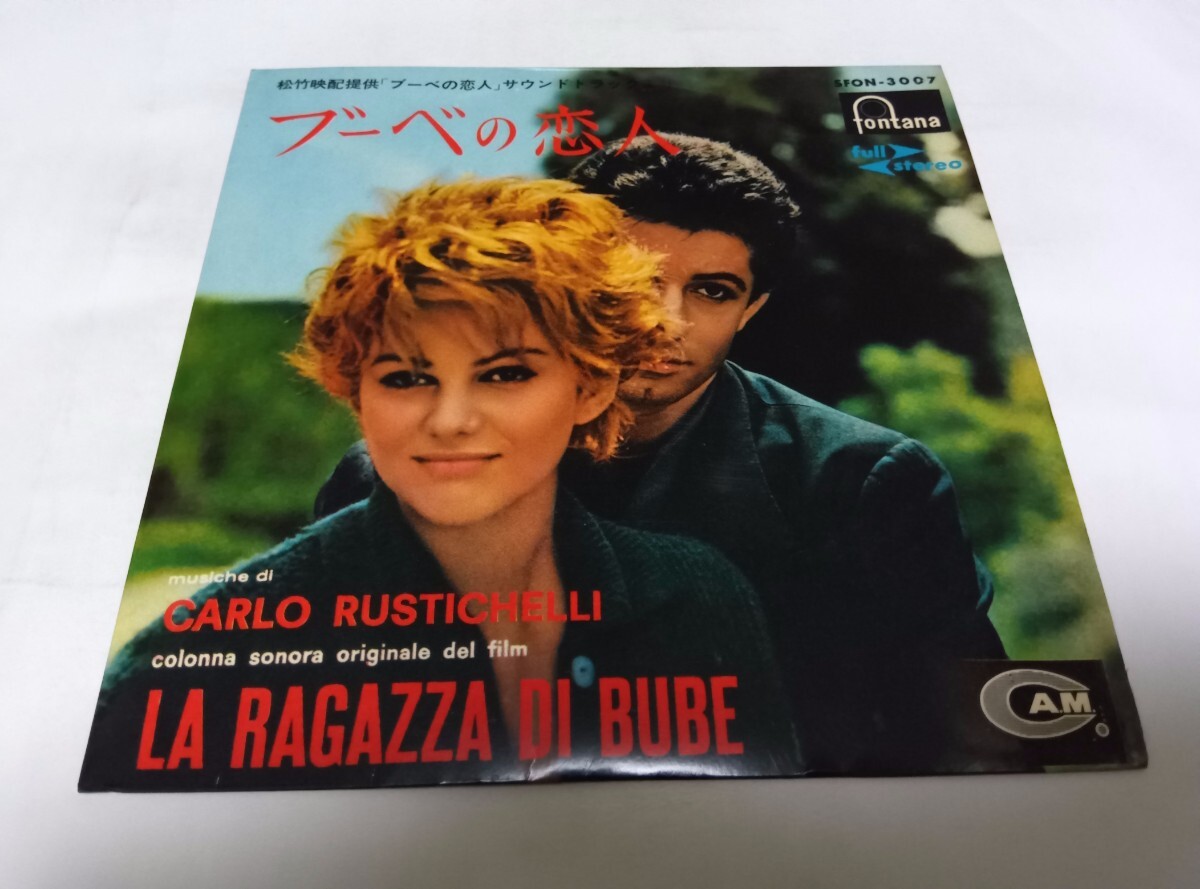 松竹映配提供「ブーベの恋人」サウンドトラック
SFON-3007
ブーベの恋人
fontana
full
stereo
musiche di
CARLO RUSTICHELLI
colonna sonora originale del film
LA RAGAZZA DI BUBE
C.A.M.